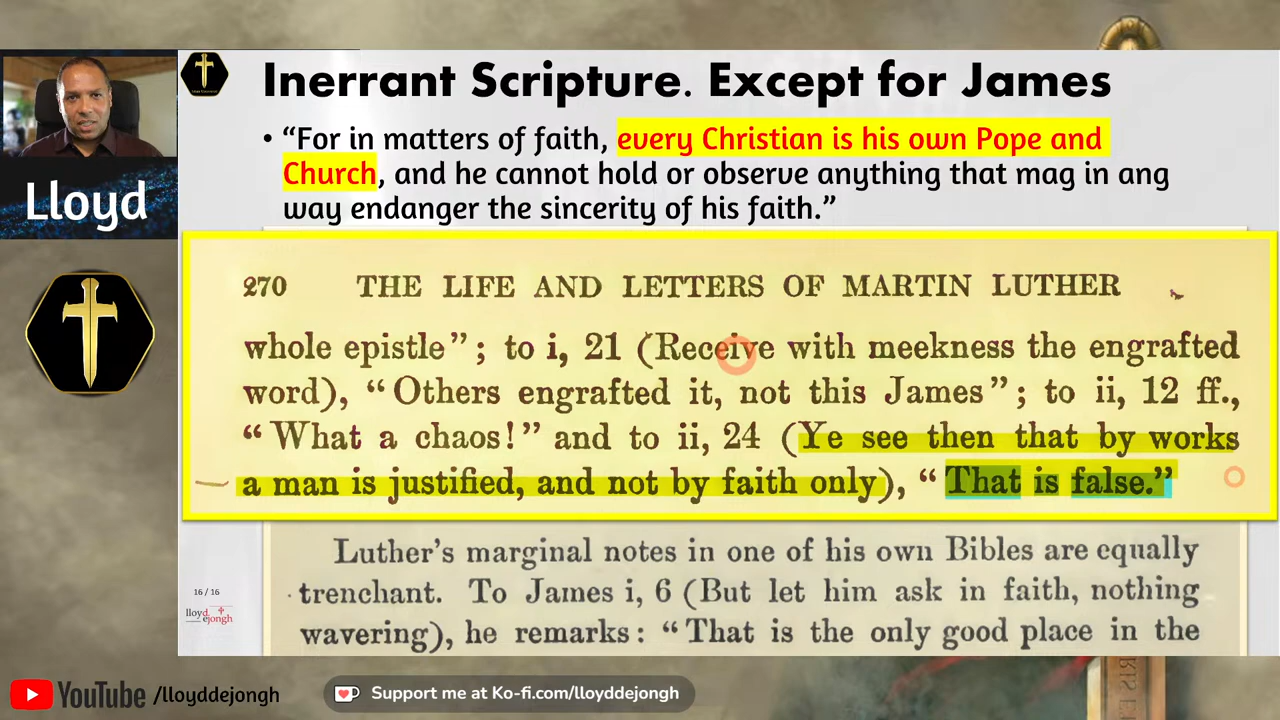 Inerrant Scripture. Except for James
• “For in matters of faith, every Christian is his own Pope and
Church, and he cannot hold or observe anything that mag in ang
way endanger the sincerity of his faith.”
Lloyd
270 THE LIFE AND LETTERS OF MARTIN LUTHER
whole epistle”; to i, 21 (Receive with meekness the engrafted
word), “Others engrafted it, not this James”; to ii, 12 ff.,
“What a chaos!” and to ii, 24 (Ye see then that by works
a man is justified, and not by faith only), “That is false.”
Luther’s marginal notes in one of his own Bibles are equally
trenchant. To James i, 6 (But let him ask in faith, nothing
wavering), he remarks: “That is the only good place in the
16 / 16
lloyd
dejongh
YouTube /lloyddejongh
Support me at Ko-fi.com/lloyddejongh